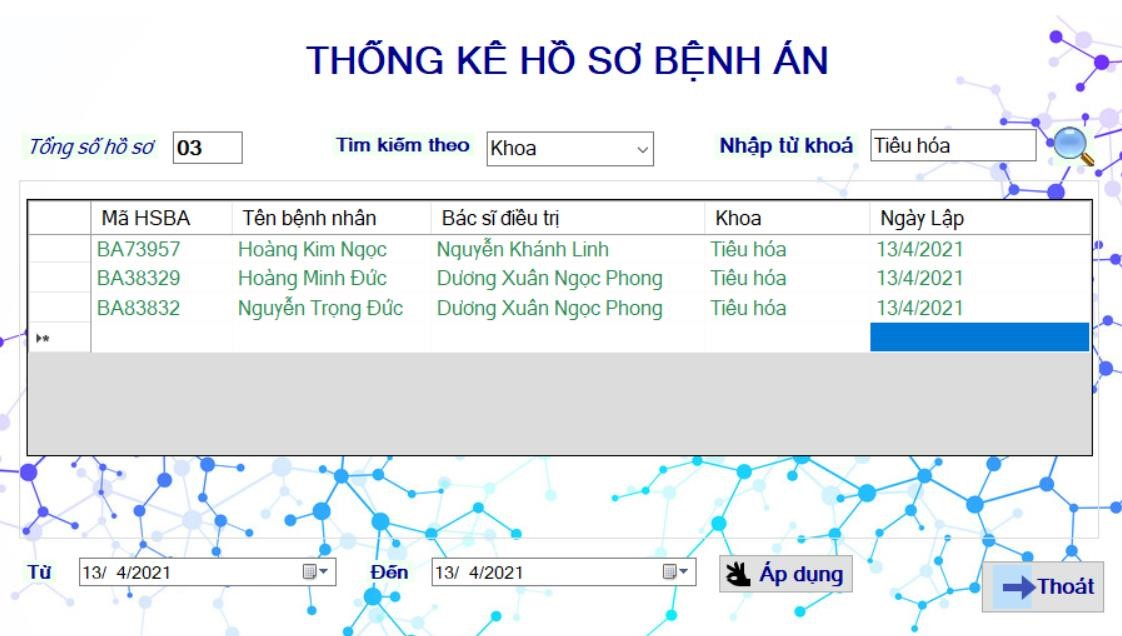 THỐNG KÊ HỒ SƠ BỆNH ÁN
Tổng số hồ sơ 03 Tìm kiếm theo Khoa Nhập từ khoá Tiêu hóa
Mã HSBA Tên bệnh nhân Bác sĩ điều trị Khoa Ngày Lập
BA73957 Hoàng Kim Ngọc Nguyễn Khánh Linh Tiêu hóa 13/4/2021
BA38329 Hoàng Minh Đức Dương Xuân Ngọc Phong Tiêu hóa 13/4/2021
BA83832 Nguyễn Trọng Đức Dương Xuân Ngọc Phong Tiêu hóa 13/4/2021
Từ 13/ 4/2021 Đến 13/ 4/2021 Áp dụng Thoát